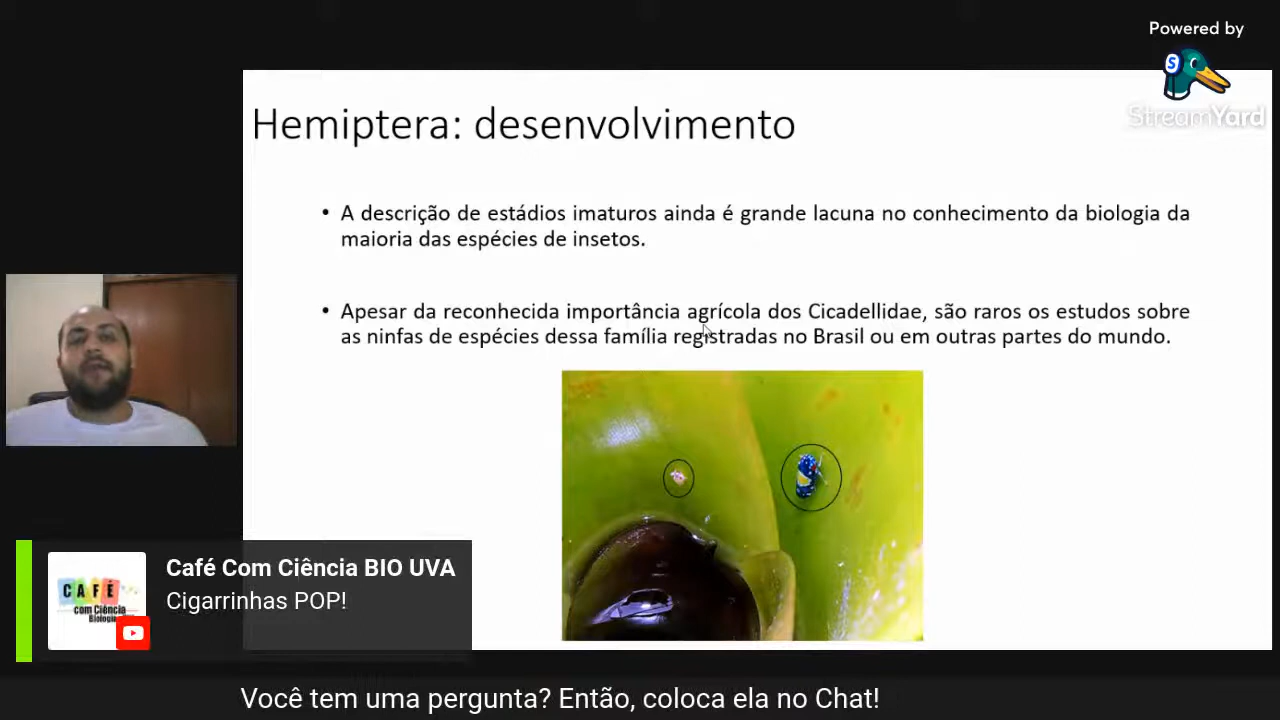 Powered by
S
StreamYard
Hemiptera: desenvolvimento
• A descrição de estádios imaturos ainda é grande lacuna no conhecimento da biologia da
maioria das espécies de insetos.
• Apesar da reconhecida importância agrícola dos Cicadellidae, são raros os estudos sobre
as ninfas de espécies dessa família registradas no Brasil ou em outras partes do mundo.
Café Com Ciência BIO UVA
Cigarrinhas POP!
CAFÉ
com Ciência
Biologia
Você tem uma pergunta? Então, coloca ela no Chat!